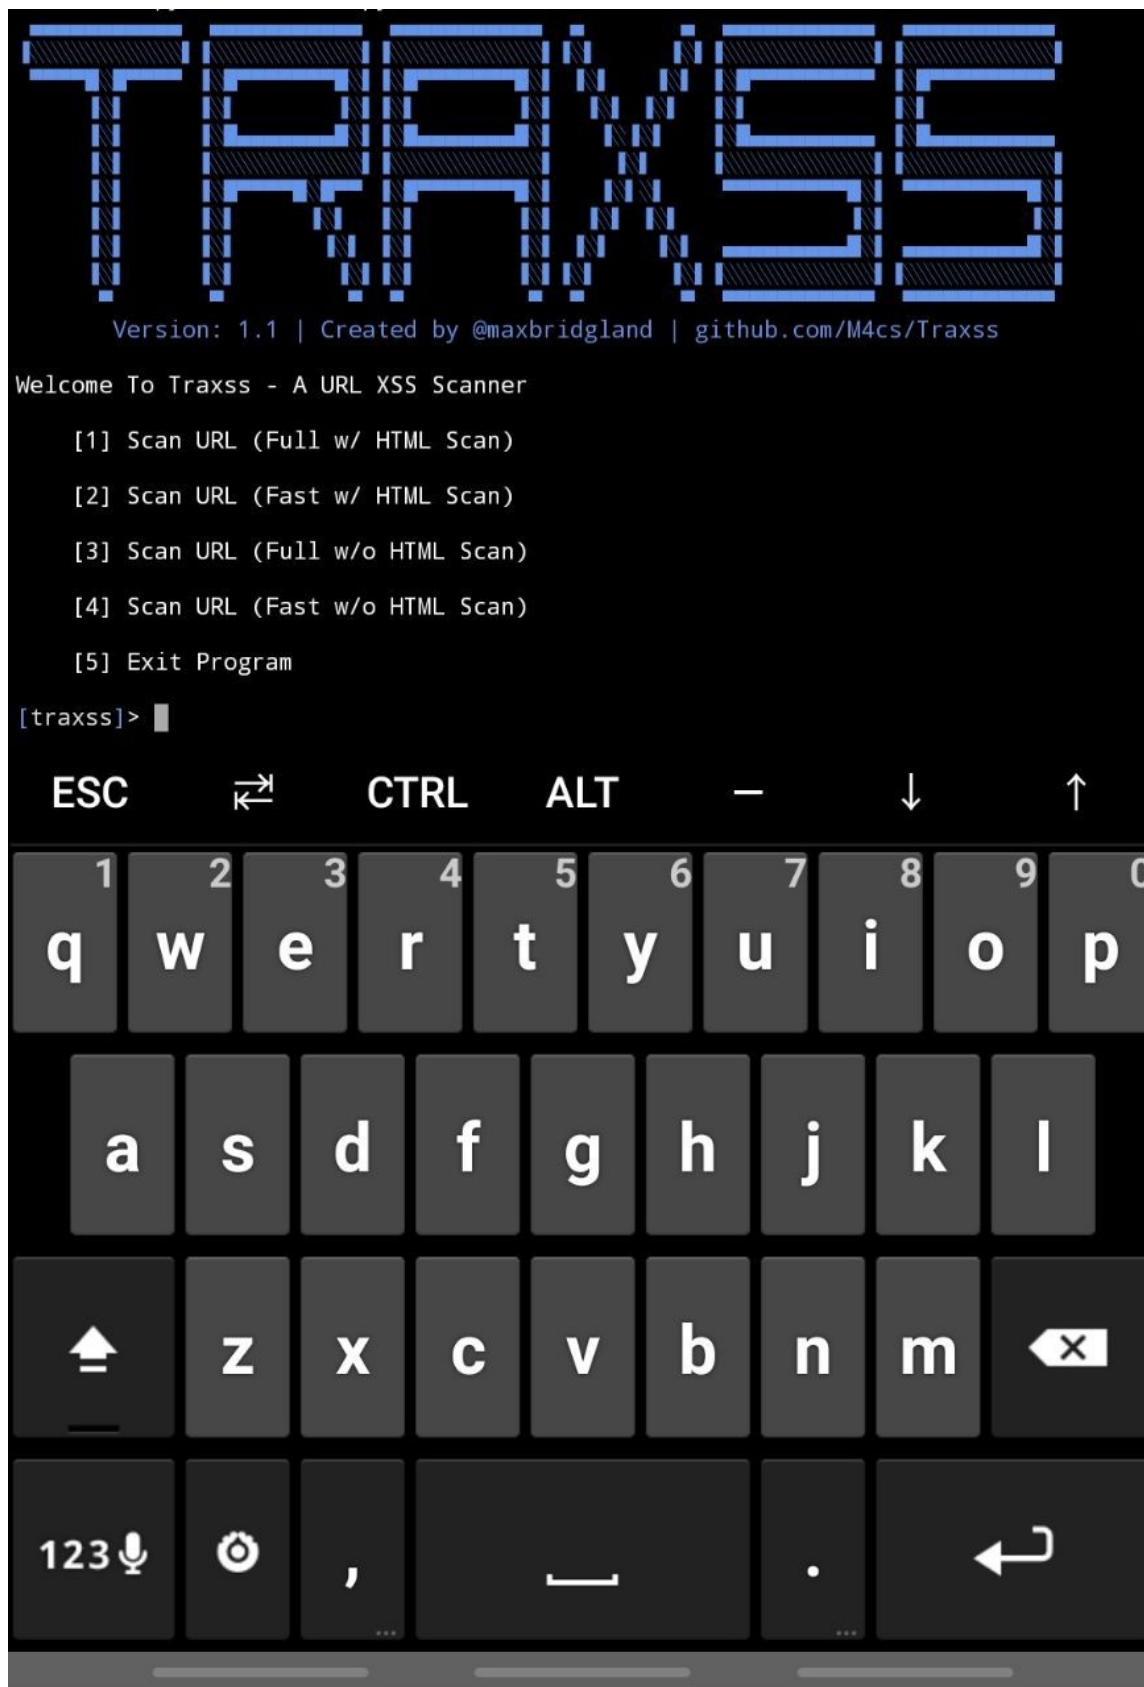 TRAXSS
Version: 1.1 | Created by @maxbridgland | github.com/M4cs/Traxss
Welcome To Traxss - A URL XSS Scanner
[1] Scan URL (Full w/ HTML Scan)
[2] Scan URL (Fast w/ HTML Scan)
[3] Scan URL (Full w/o HTML Scan)
[4] Scan URL (Fast w/o HTML Scan)
[5] Exit Program
[traxss]>
ESC CTRL ALT – ↓ ↑
1 2 3 4 5 6 7 8 9 0
q w e r t y u i o p
a s d f g h j k l
z x c v b n m
123 , .